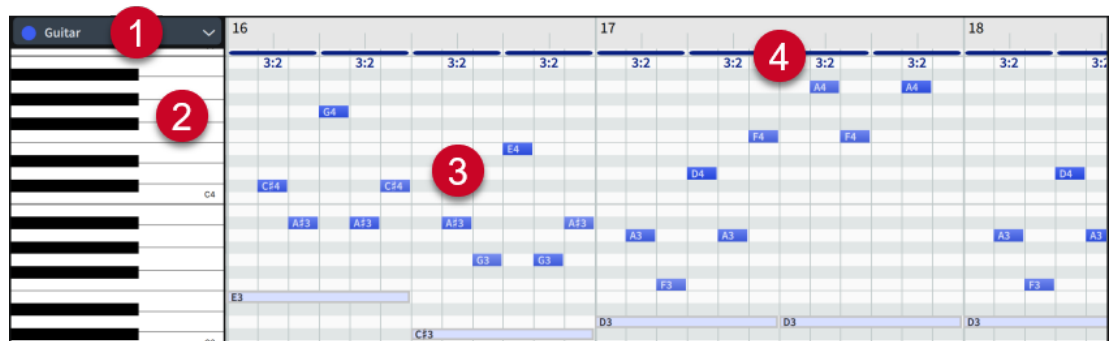 Guitar 1 16 17 18
3:2 3:2 3:2 3:2 3:2 3:2 4 3:2 3:2 3:2
A4 A4
2 G4
F4 F4
E4
3 D4 D4
C♯4 C♯4
C4
A♯3 A♯3 A♯3 A♯3
A3 A3 A3 A3
G3 G3
F3 F3
E3
D3 D3 D3
C♯3